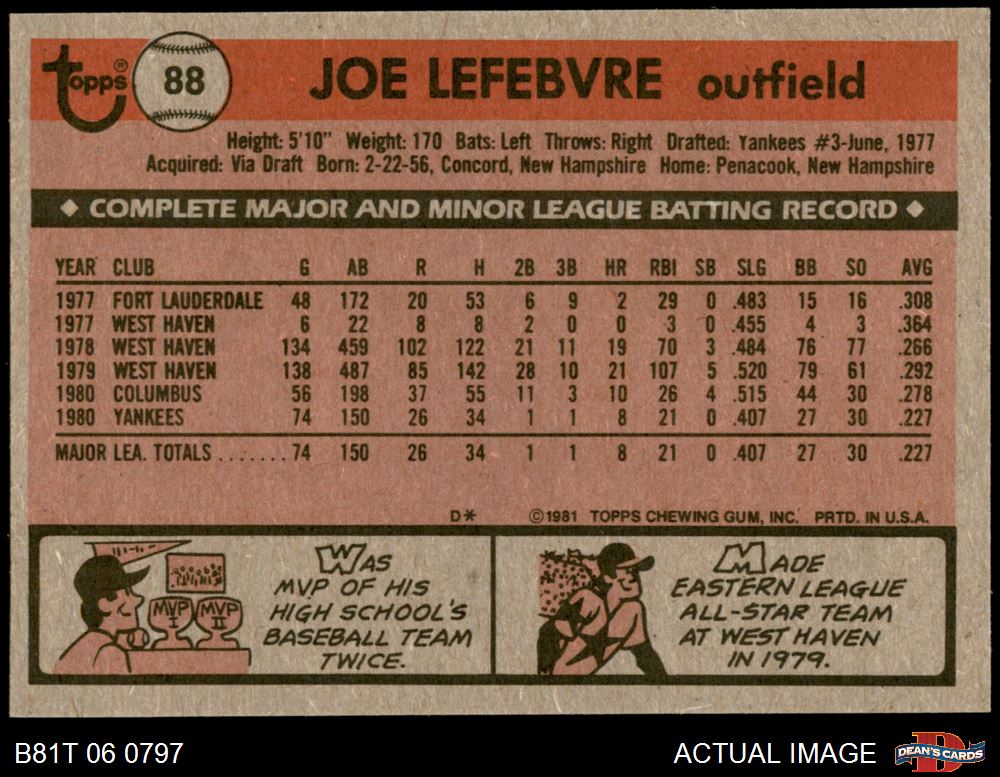 Topps® 88 JOE LEFEBVRE outfield
Height: 5'10" Weight: 170 Bats: Left Throws: Right Drafted: Yankees #3-June, 1977
Acquired: Via Draft Born: 2-22-56, Concord, New Hampshire Home: Penacook, New Hampshire
◆ COMPLETE MAJOR AND MINOR LEAGUE BATTING RECORD ◆
YEAR CLUB G AB R H 2B 3B HR RBI SB SLG BB SO AVG
1977 FORT LAUDERDALE 48 172 20 53 6 9 2 29 0 .483 15 16 .308
1977 WEST HAVEN 6 22 8 8 2 0 0 3 0 .455 4 3 .364
1978 WEST HAVEN 134 459 102 122 21 11 19 70 3 .484 76 77 .266
1979 WEST HAVEN 138 487 85 142 28 10 21 107 5 .520 79 61 .292
1980 COLUMBUS 56 198 37 55 11 3 10 26 4 .515 44 30 .278
1980 YANKEES 74 150 26 34 1 1 8 21 0 .407 27 30 .227
MAJOR LEA. TOTALS .......74 150 26 34 1 1 8 21 0 .407 27 30 .227
D* ©1981 TOPPS CHEWING GUM, INC. PRTD. IN U.S.A.
MVP I MVP II
WAS
MVP OF HIS
HIGH SCHOOL'S
BASEBALL TEAM
TWICE.
MADE
EASTERN LEAGUE
ALL-STAR TEAM
AT WEST HAVEN
IN 1979.
B81T 06 0797 ACTUAL IMAGE D DEAN'S CARDS